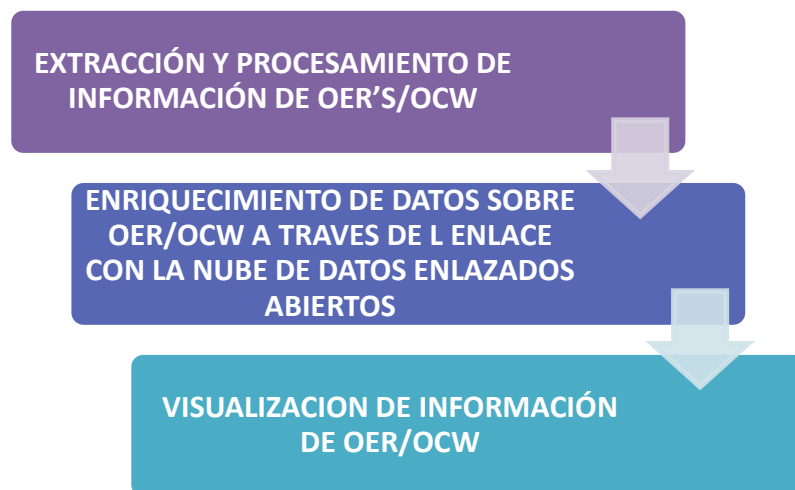 EXTRACCIÓN Y PROCESAMIENTO DE
INFORMACIÓN DE OER’S/OCW
ENRIQUECIMIENTO DE DATOS SOBRE
OER/OCW A TRAVES DE L ENLACE
CON LA NUBE DE DATOS ENLAZADOS
ABIERTOS
VISUALIZACION DE INFORMACIÓN
DE OER/OCW